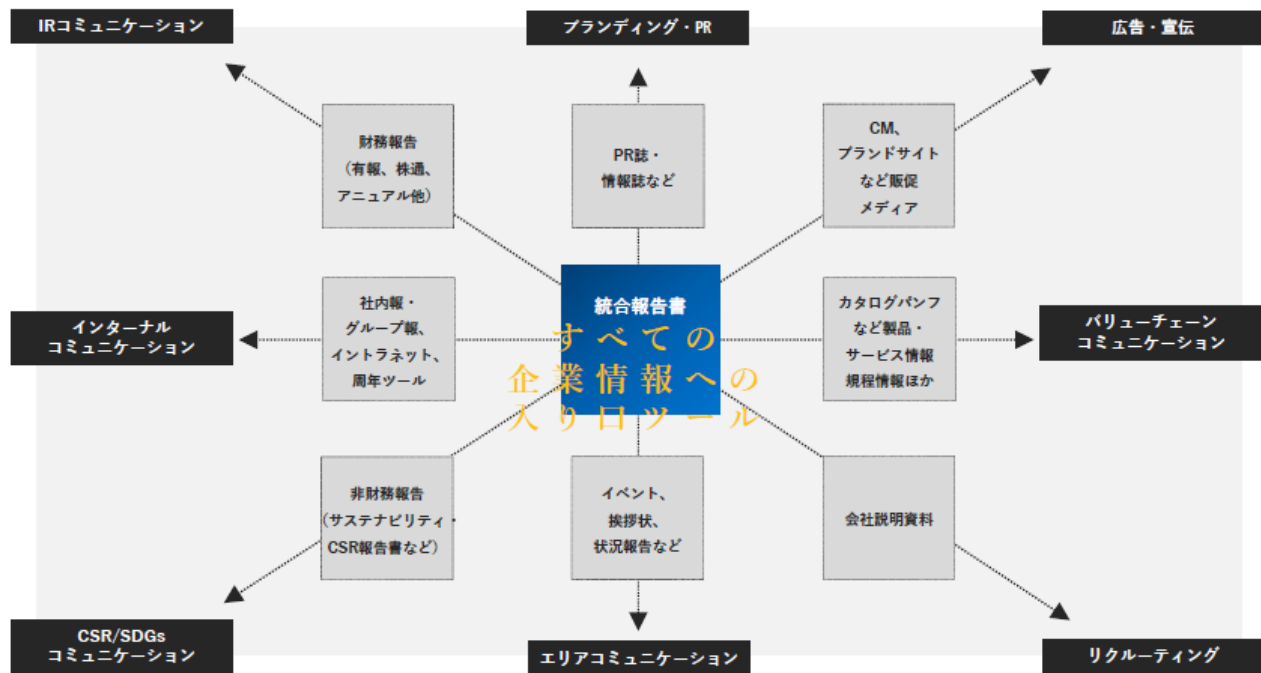 IRコミュニケーション
ブランディング・PR
広告・宣伝
財務報告
（有報、株通、
アニュアル他）
PR誌・
情報誌など
CM、
ブランドサイト
など販促
メディア
インターナル
コミュニケーション
社内報・
グループ報、
イントラネット、
周年ツール
統合報告書
すべての
企業情報への
入り口ツール
カタログパンフ
など製品・
サービス情報
規程情報ほか
バリューチェーン
コミュニケーション
非財務報告
（サステナビリティ・
CSR報告書など）
イベント、
挨拶状、
状況報告など
会社説明資料
CSR/SDGs
コミュニケーション
エリアコミュニケーション
リクルーティング